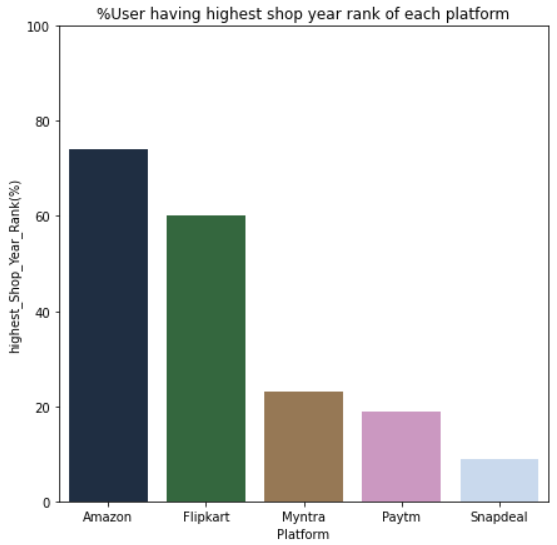 %User having highest shop year rank of each platform
100
80
60
40
20
0
highest_Shop_Year_Rank(%)
Amazon Flipkart Myntra Paytm Snapdeal
Platform